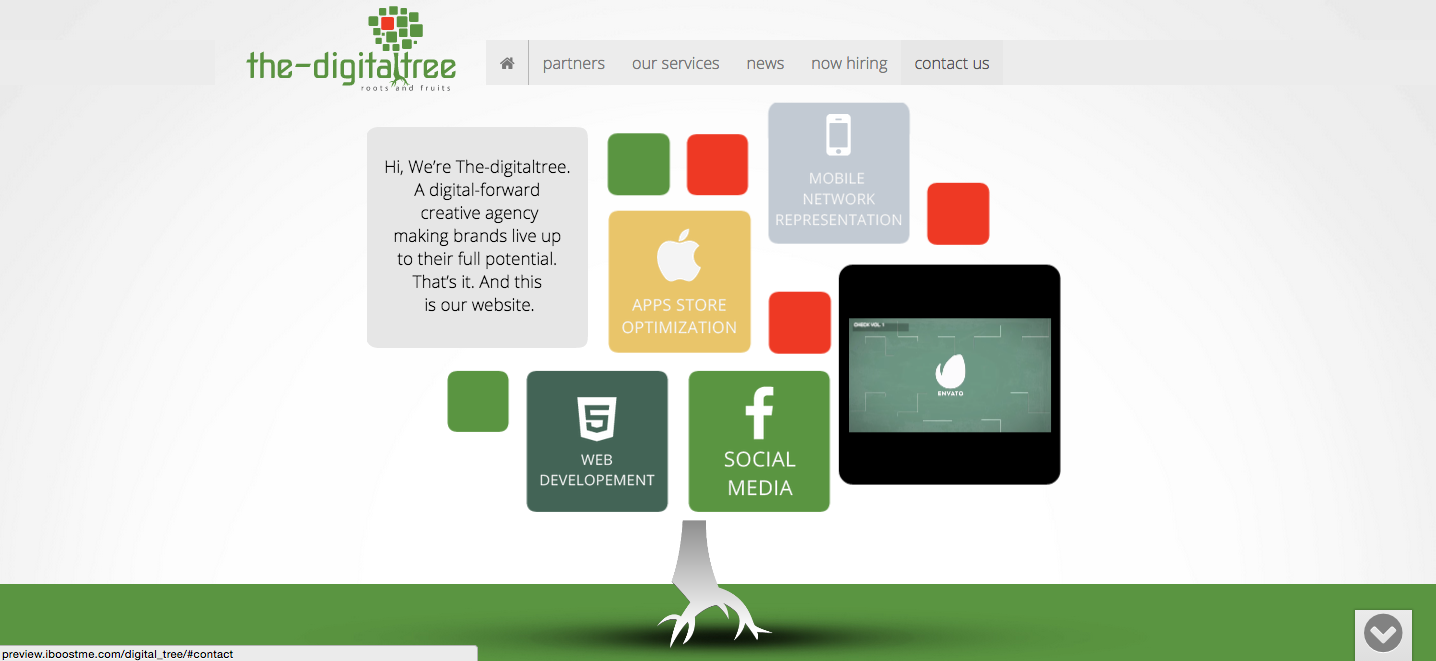 the-digitaltree
roots and fruits
partners
our services
news
now hiring
contact us
Hi, We’re The-digitaltree.
A digital-forward
creative agency
making brands live up
to their full potential.
That’s it. And this
is our website.
MOBILE
NETWORK
REPRESENTATION
APPS STORE
OPTIMIZATION
CHECK VOL. 1
ENVATO
WEB
DEVELOPEMENT
SOCIAL
MEDIA
preview.iboostme.com/digital_tree/#contact